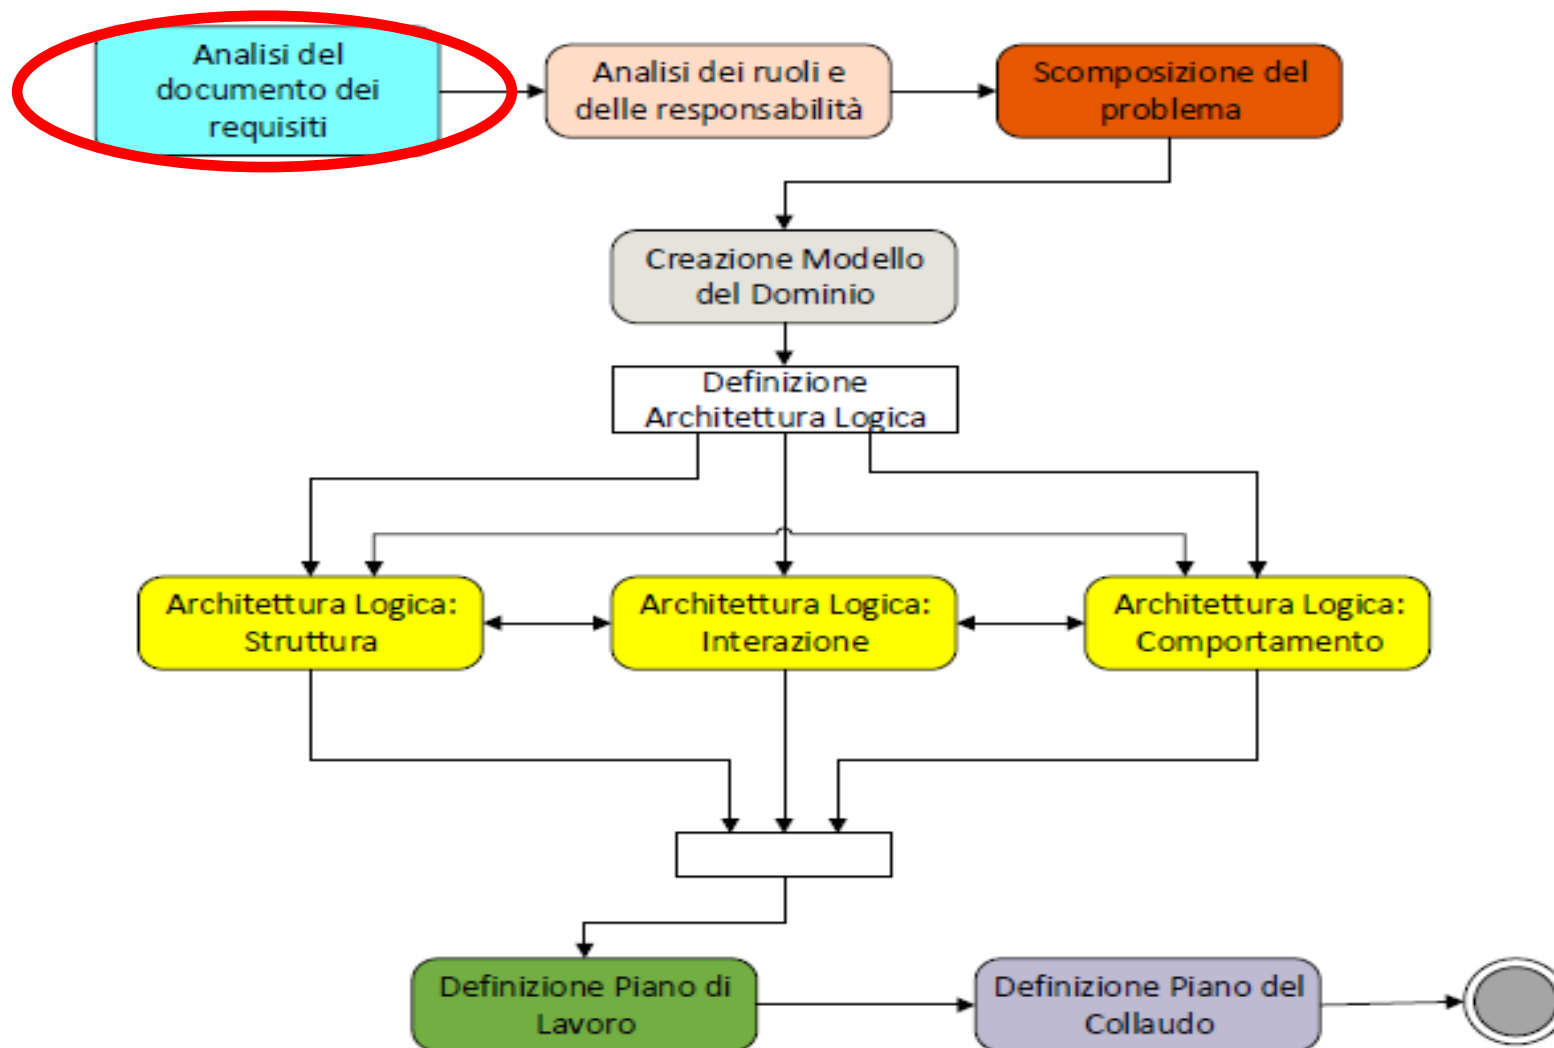 Analisi del
documento dei
requisiti
Analisi dei ruoli e
delle responsabilità
Scomposizione del
problema
Creazione Modello
del Dominio
Definizione
Architettura Logica
Architettura Logica:
Struttura
Architettura Logica:
Interazione
Architettura Logica:
Comportamento
Definizione Piano di
Lavoro
Definizione Piano del
Collaudo